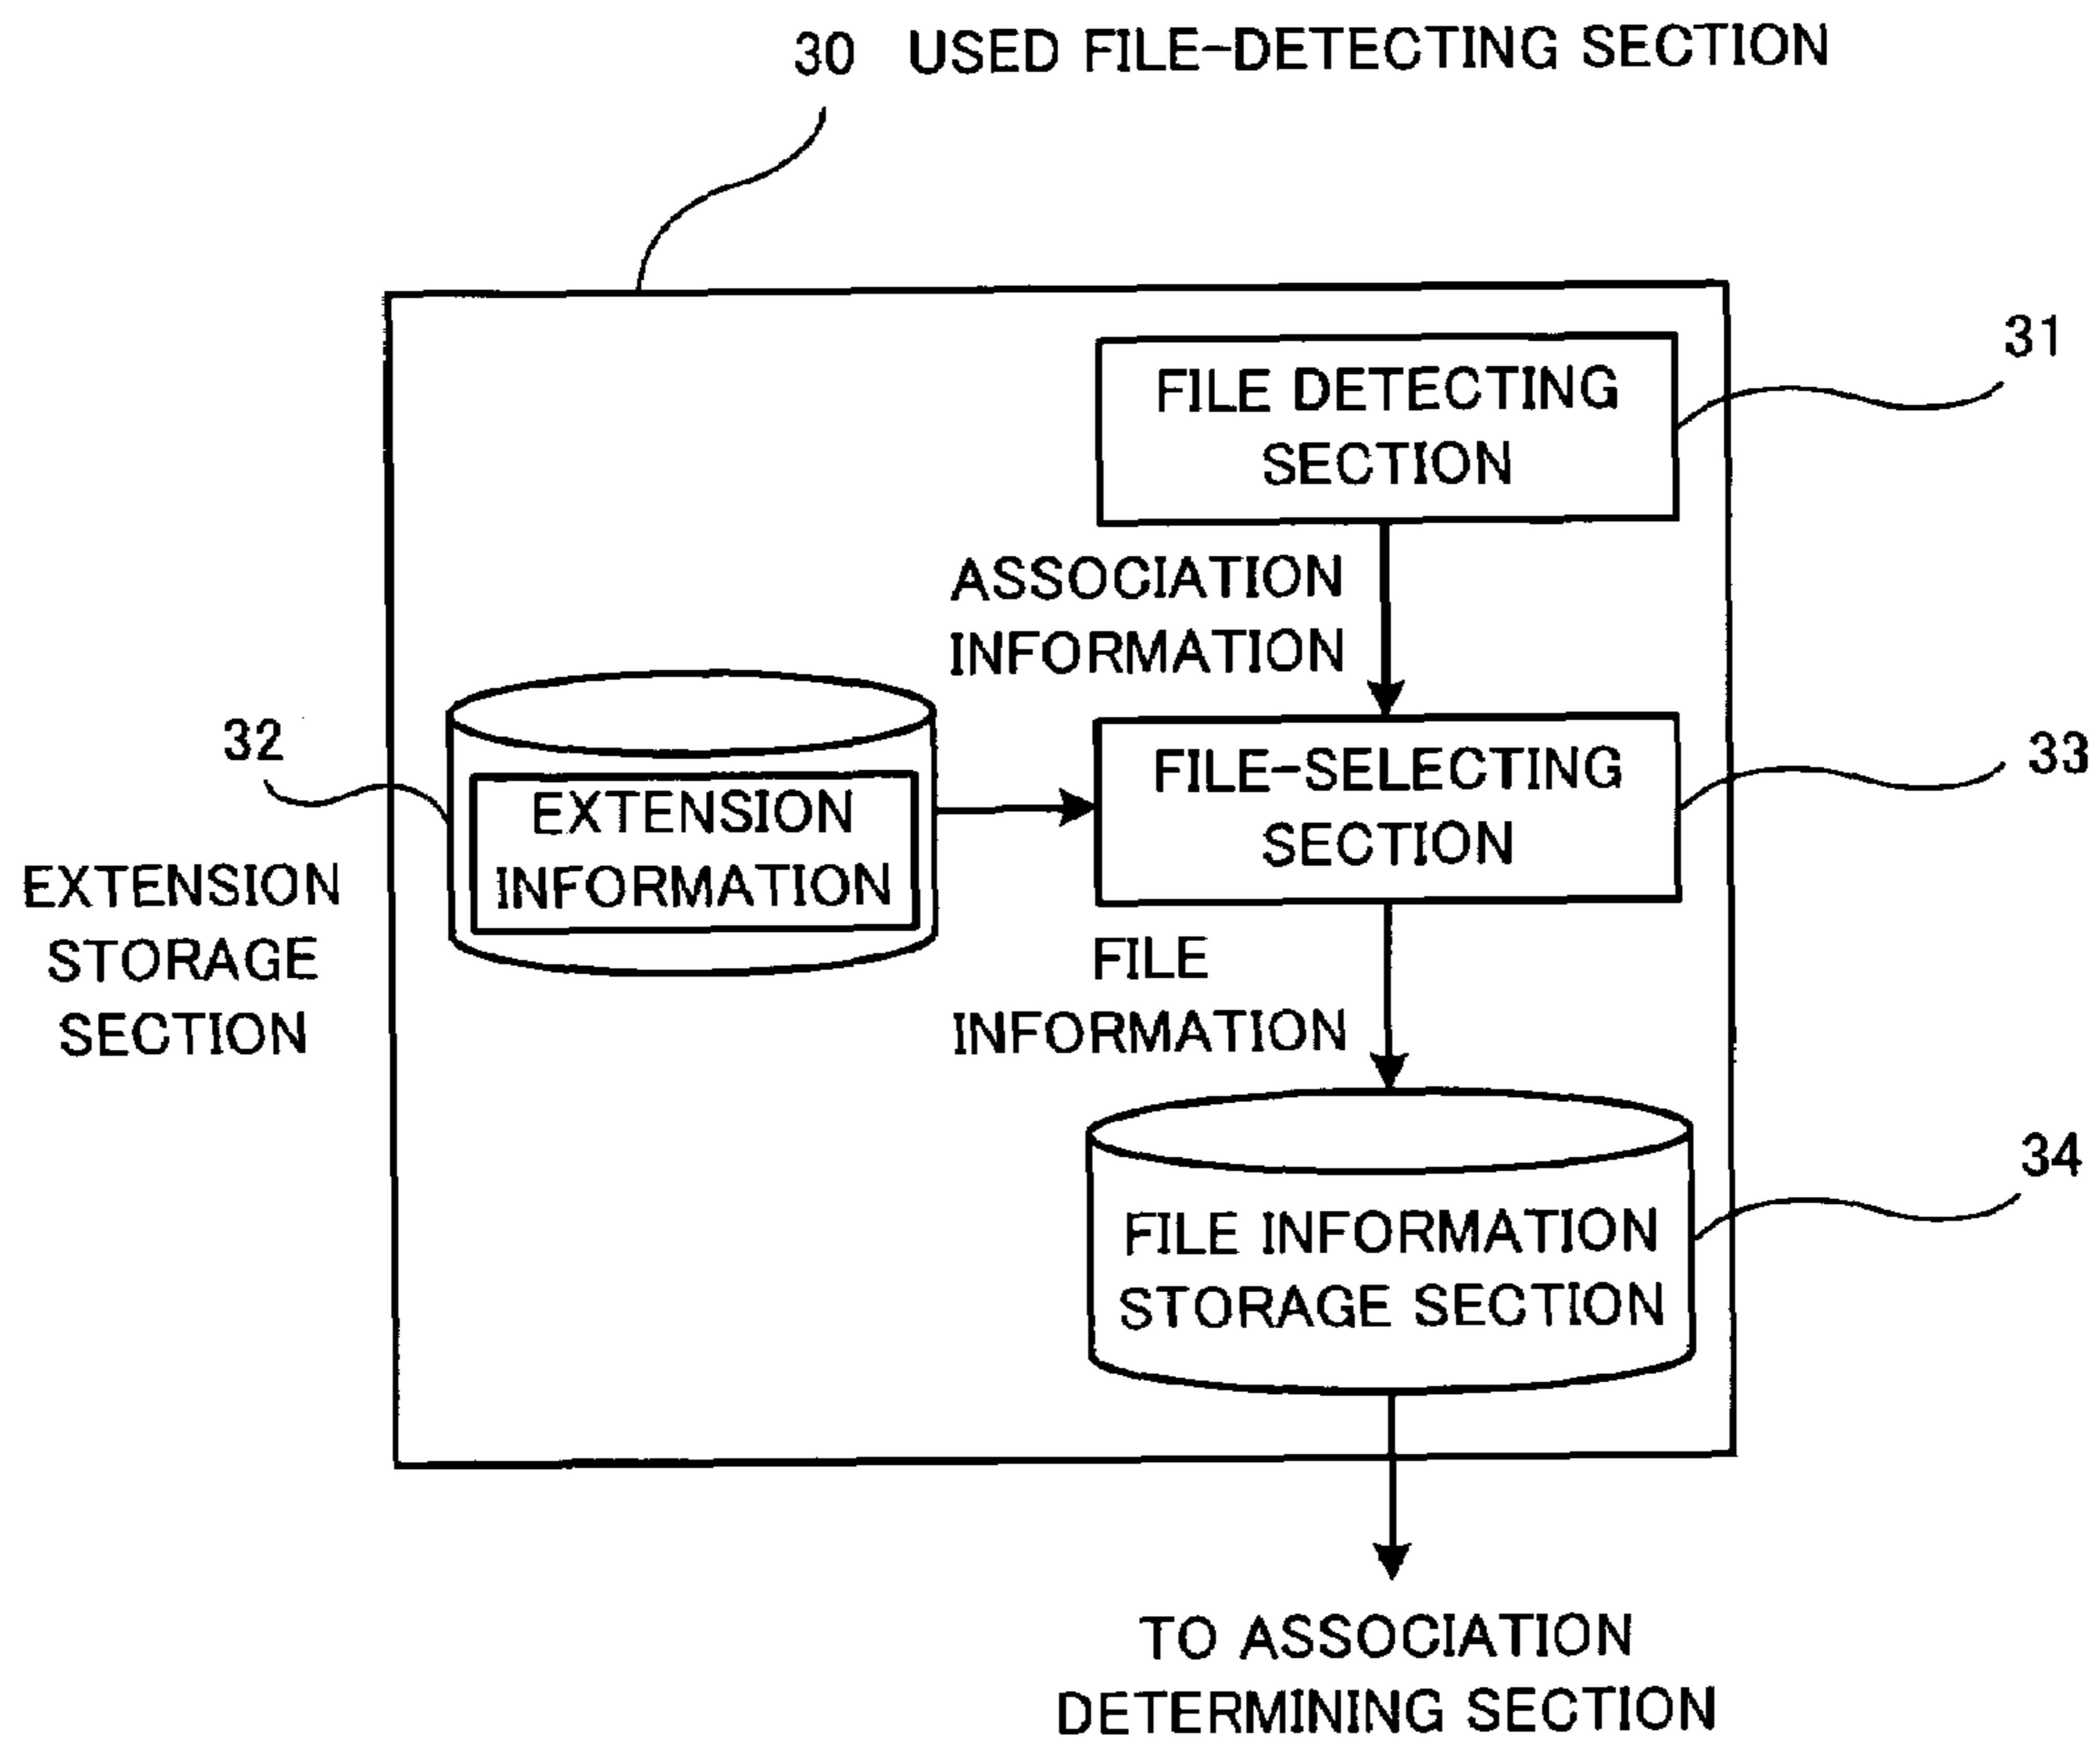 30 USED FILE-DETECTING SECTION
31
FILE DETECTING
SECTION
ASSOCIATION
INFORMATION
32
EXTENSION
STORAGE
SECTION
EXTENSION
INFORMATION
33
FILE-SELECTING
SECTION
FILE
INFORMATION
34
FILE INFORMATION
STORAGE SECTION
TO ASSOCIATION
DETERMINING SECTION